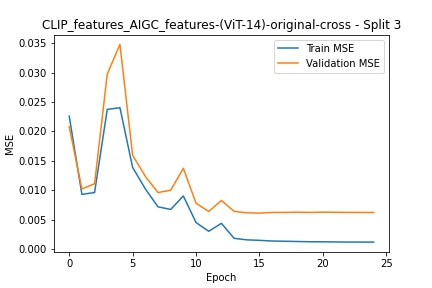 CLIP_features_AIGC_features-(ViT-14)-original-cross - Split 3
Train MSE
Validation MSE
0.035
0.030
0.025
0.020
0.015
0.010
0.005
0.000
MSE
0
5
10
15
20
25
Epoch